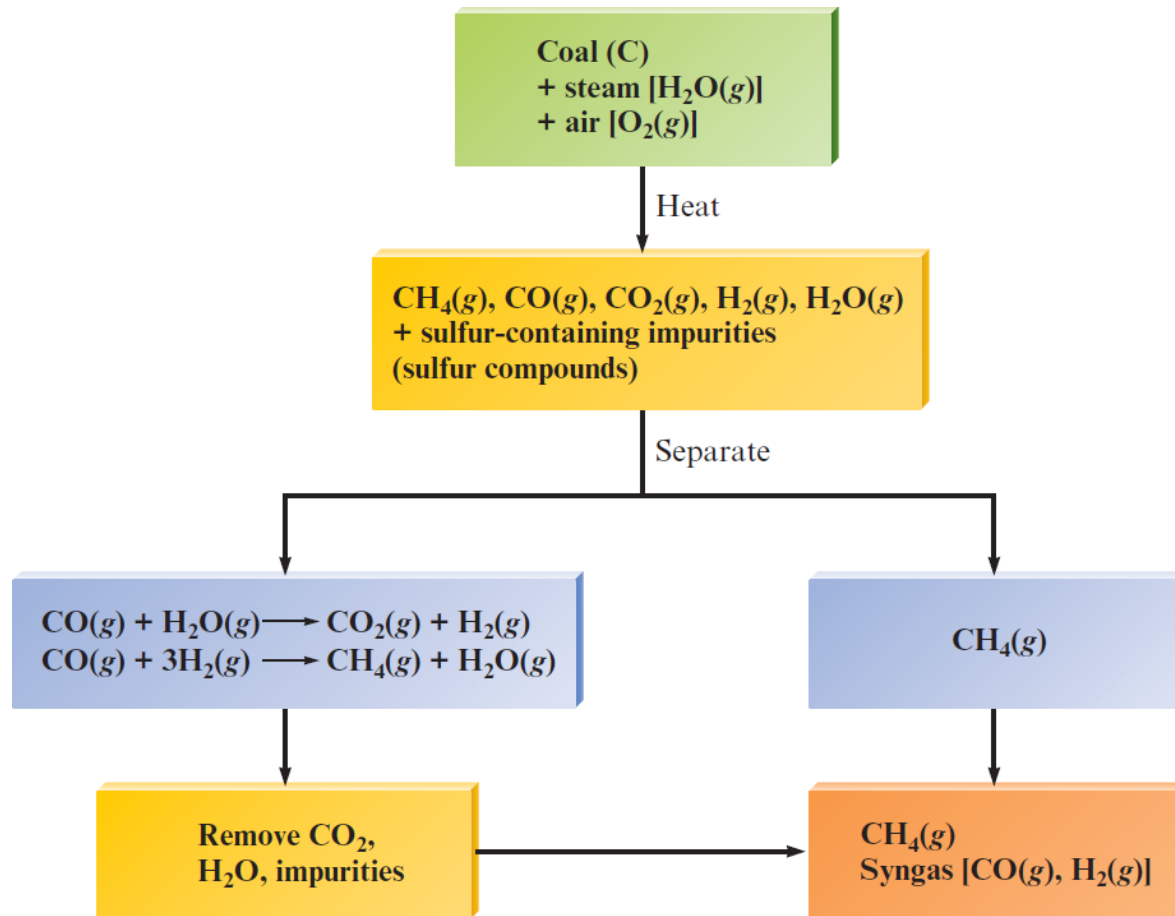 Coal (C)
+ steam [H₂O(g)]
+ air [O₂(g)]
Heat
CH₄(g), CO(g), CO₂(g), H₂(g), H₂O(g)
+ sulfur-containing impurities
(sulfur compounds)
Separate
CO(g) + H₂O(g) ⟶ CO₂(g) + H₂(g)
CO(g) + 3H₂(g) ⟶ CH₄(g) + H₂O(g)
CH₄(g)
Remove CO₂,
H₂O, impurities
CH₄(g)
Syngas [CO(g), H₂(g)]